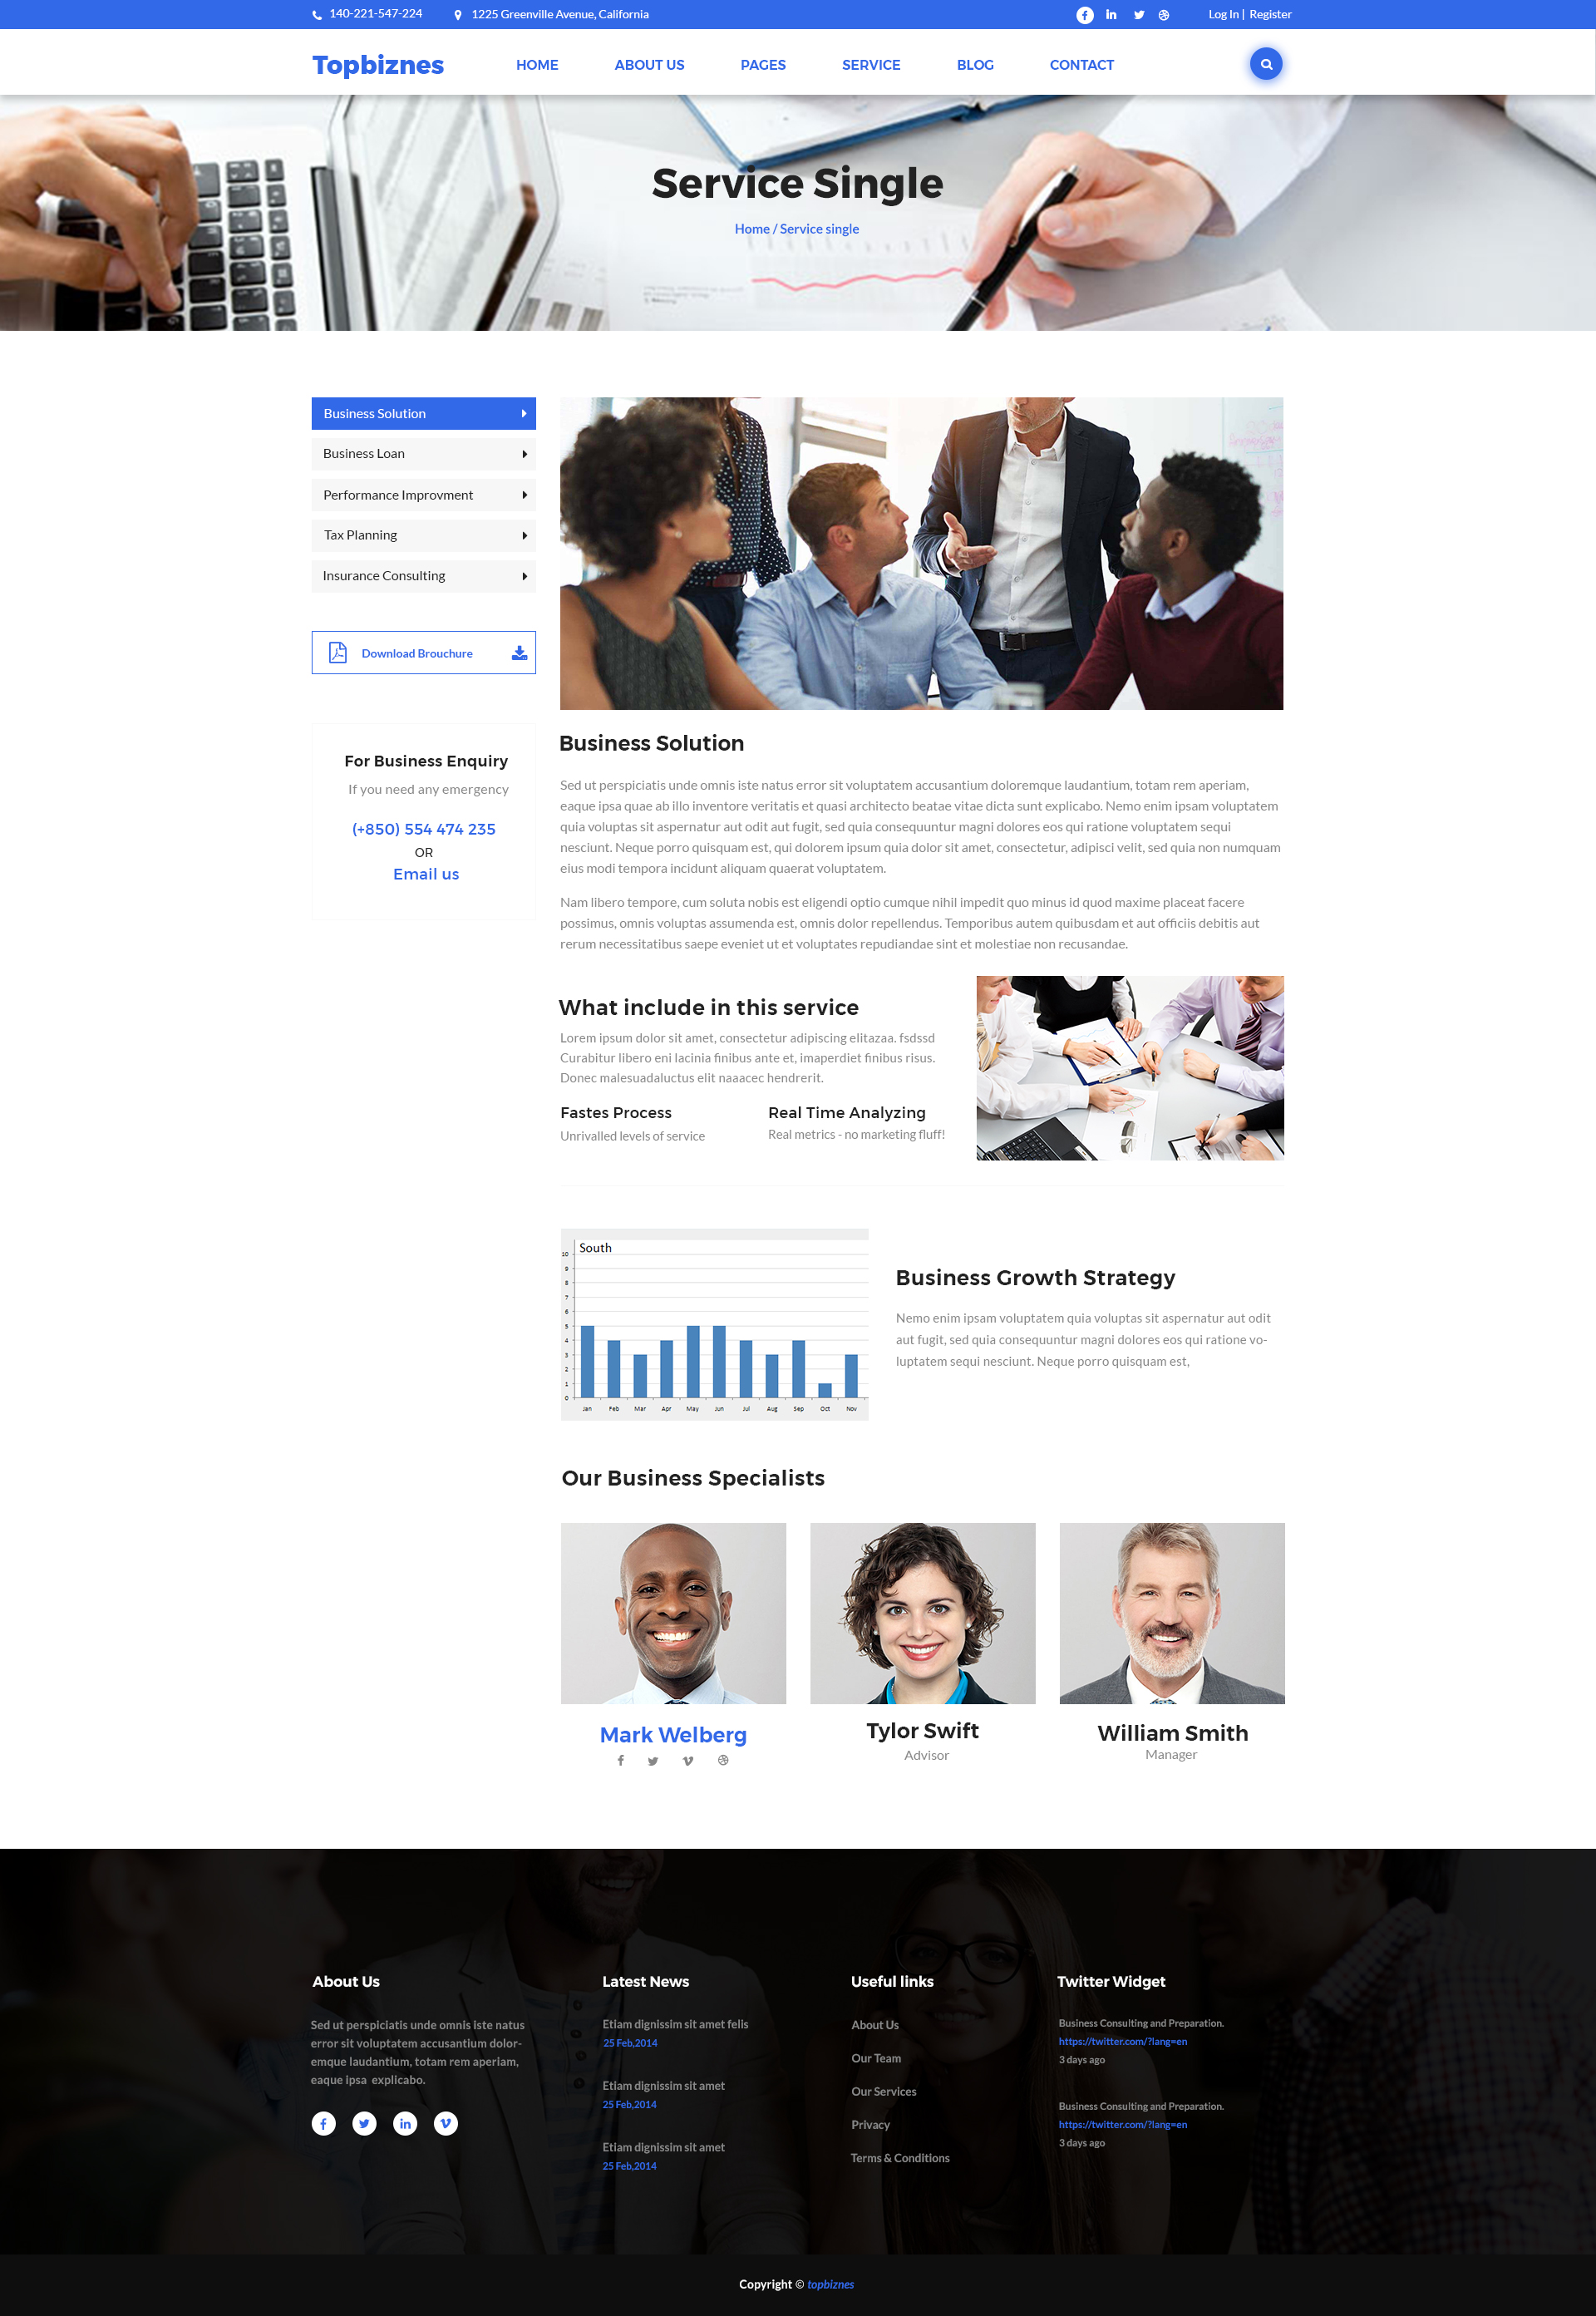 140-221-547-224
1225 Greenville Avenue, California
Log In | Register
Topbiznes
HOME
ABOUT US
PAGES
SERVICE
BLOG
CONTACT
Service Single
Home / Service single
Business Solution
Business Loan
Performance Improvment
Tax Planning
Insurance Consulting
Download Brouchure
For Business Enquiry
If you need any emergency
(+850) 554 474 235
OR
Email us
Business Solution
Sed ut perspiciatis unde omnis iste natus error sit voluptatem accusantium doloremque laudantium, totam rem aperiam,
eaque ipsa quae ab illo inventore veritatis et quasi architecto beatae vitae dicta sunt explicabo. Nemo enim ipsam voluptatem
quia voluptas sit aspernatur aut odit aut fugit, sed quia consequuntur magni dolores eos qui ratione voluptatem sequi
nesciunt. Neque porro quisquam est, qui dolorem ipsum quia dolor sit amet, consectetur, adipisci velit, sed quia non numquam
eius modi tempora incidunt aliquam quaerat voluptatem.
Nam libero tempore, cum soluta nobis est eligendi optio cumque nihil impedit quo minus id quod maxime placeat facere
possimus, omnis voluptas assumenda est, omnis dolor repellendus. Temporibus autem quibusdam et aut officiis debitis aut
rerum necessitatibus saepe eveniet ut et voluptates repudiandae sint et molestiae non recusandae.
What include in this service
Lorem ipsum dolor sit amet, consectetur adipiscing elitazaa. fsdssd
Curabitur libero eni lacinia finibus ante et, imaperdiet finibus risus.
Donec malesuadaluctus elit naaacec hendrerit.
Fastes Process
Unrivalled levels of service
Real Time Analyzing
Real metrics - no marketing fluff!
South
10
9
8
7
6
5
4
3
2
1
0
Jan Feb Mar Apr May Jun Jul Aug Sep Oct Nov
Business Growth Strategy
Nemo enim ipsam voluptatem quia voluptas sit aspernatur aut odit
aut fugit, sed quia consequuntur magni dolores eos qui ratione vo-
luptatem sequi nesciunt. Neque porro quisquam est,
Our Business Specialists
Mark Welberg
Tylor Swift
Advisor
William Smith
Manager
About Us
Sed ut perspiciatis unde omnis iste natus
error sit voluptatem accusantium dolor-
emque laudantium, totam rem aperiam,
eaque ipsa explicabo.
Latest News
Etiam dignissim sit amet felis
25 Feb,2014
Etiam dignissim sit amet
25 Feb,2014
Etiam dignissim sit amet
25 Feb,2014
Useful links
About Us
Our Team
Our Services
Privacy
Terms & Conditions
Twitter Widget
Business Consulting and Preparation.
https://twitter.com/?lang=en
3 days ago
Business Consulting and Preparation.
https://twitter.com/?lang=en
3 days ago
Copyright © topbiznes